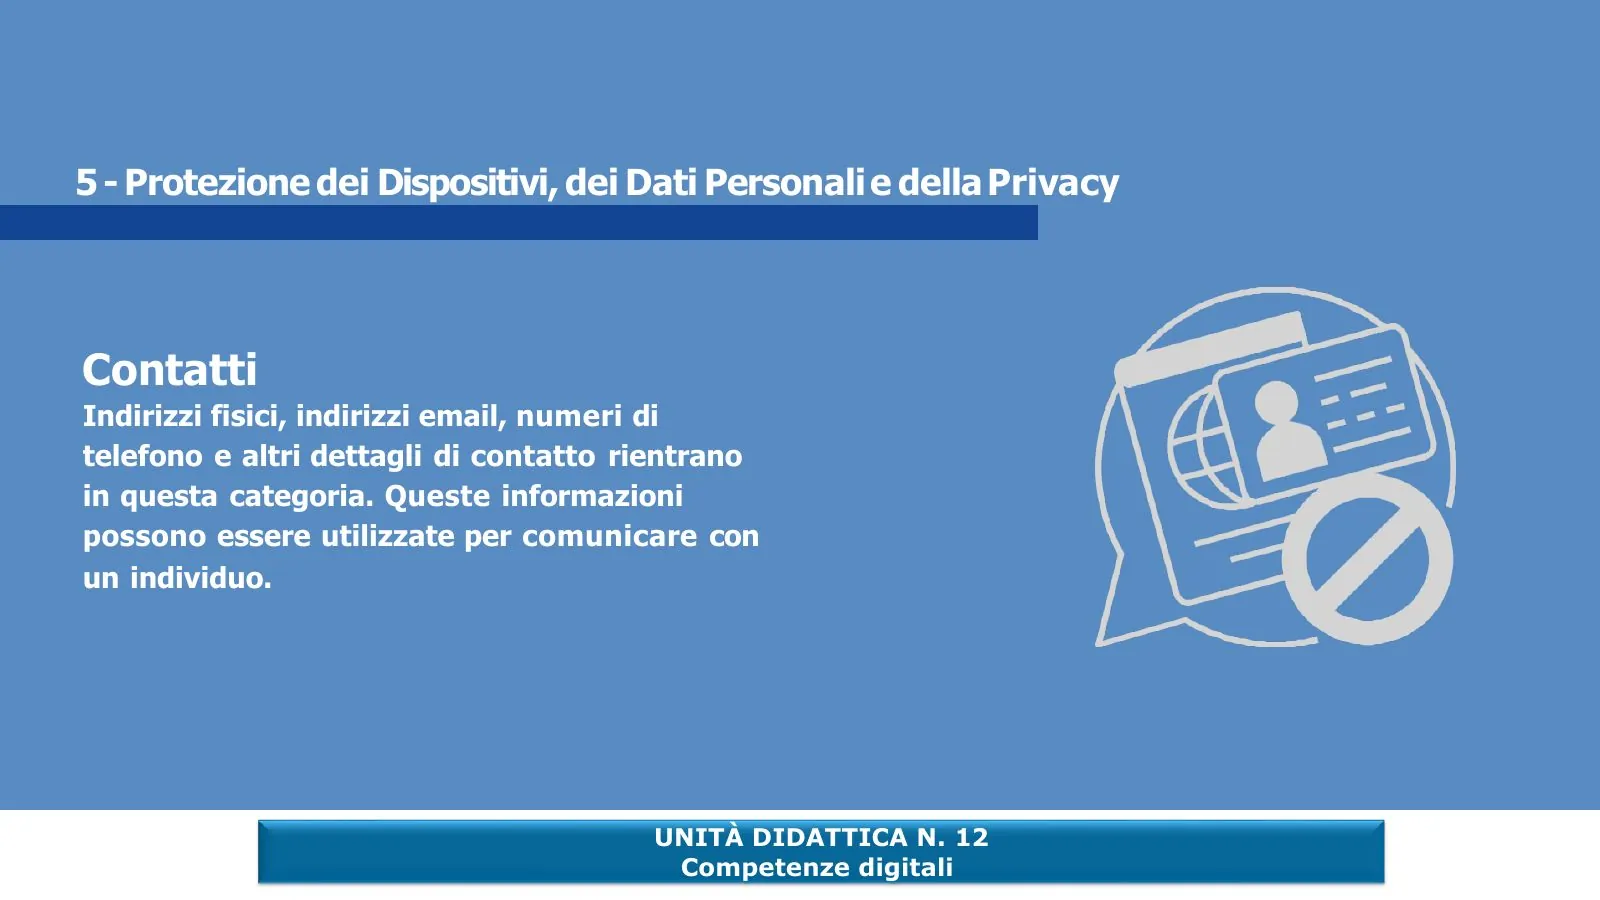 5 - Protezione dei Dispositivi, dei Dati Personali e della Privacy
Contatti
Indirizzi fisici, indirizzi email, numeri di
telefono e altri dettagli di contatto rientrano
in questa categoria. Queste informazioni
possono essere utilizzate per comunicare con
un individuo.
UNITÀ DIDATTICA N. 12
Competenze digitali